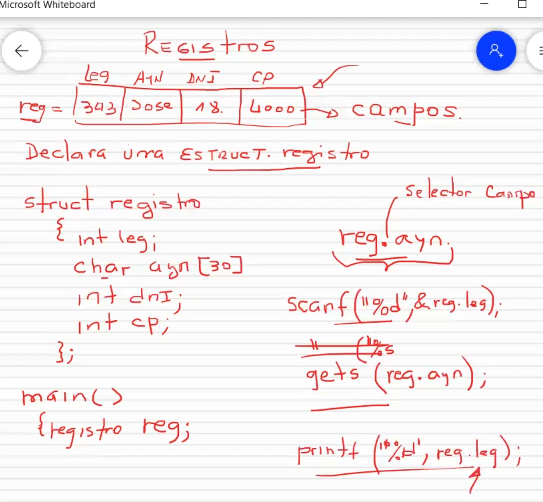 Microsoft Whiteboard
REGISTROS
Leg AYN DNI CP
reg = 343 Jose 18. 4000 → campos.
Declara una ESTRUCT. registro
struct registro
{ int leg;
char ayn [30]
int dnI;
int cp;
};
main()
{registro reg;
selector Campo
reg.ayn;
scanf("%d",&reg.leg);
" ("%s
gets (reg.ayn);
printf ("%d", reg.leg);